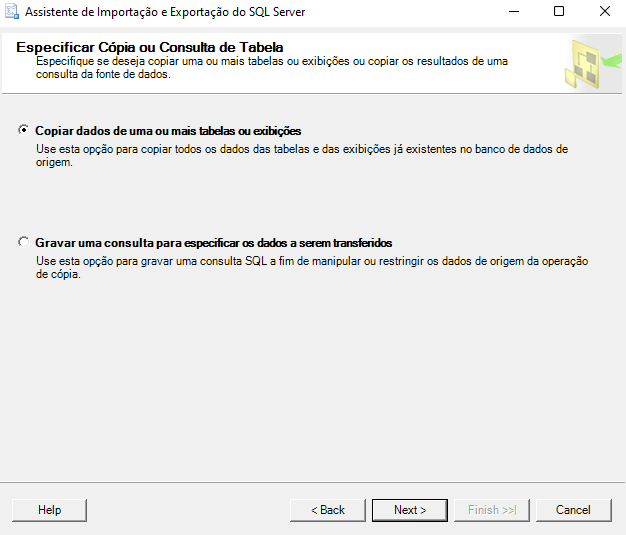 Assistente de Importação e Exportação do SQL Server
Especificar Cópia ou Consulta de Tabela
Especifique se deseja copiar uma ou mais tabelas ou exibições ou copiar os resultados de uma
consulta da fonte de dados.
Copiar dados de uma ou mais tabelas ou exibições
Use esta opção para copiar todos os dados das tabelas e das exibições já existentes no banco de dados de
origem.
Gravar uma consulta para especificar os dados a serem transferidos
Use esta opção para gravar uma consulta SQL a fim de manipular ou restringir os dados de origem da operação
de cópia.
Help
< Back
Next >
Finish >>|
Cancel